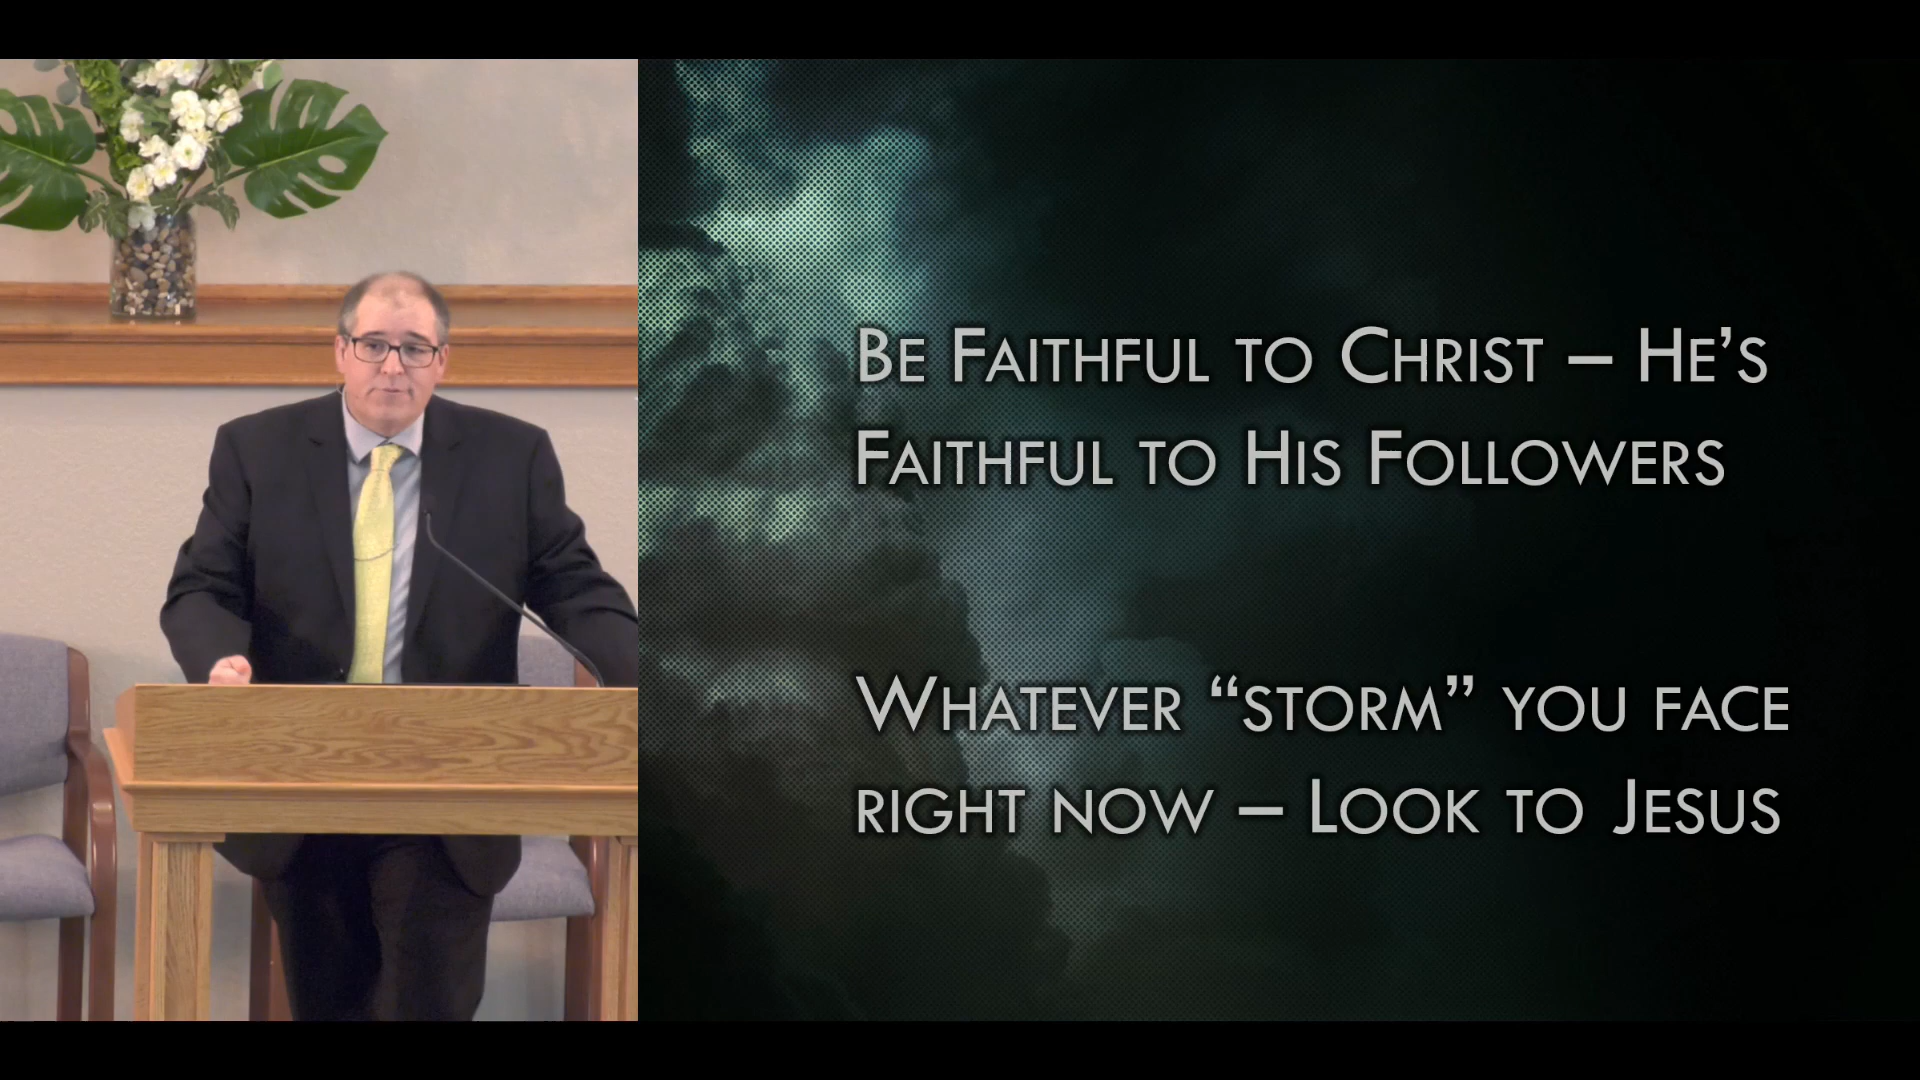 Be Faithful to Christ – He’s
Faithful to His Followers
Whatever “storm” you face
right now – Look to Jesus